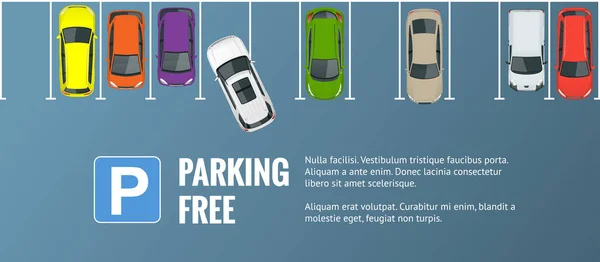 P
PARKING
FREE
Nulla facilisi. Vestibulum tristique faucibus porta.
Aliquam a ante enim. Donec lacinia consectetur
libero sit amet scelerisque.
Aliquam erat volutpat. Curabitur mi enim, blandit a
molestie eget, feugiat non turpis.